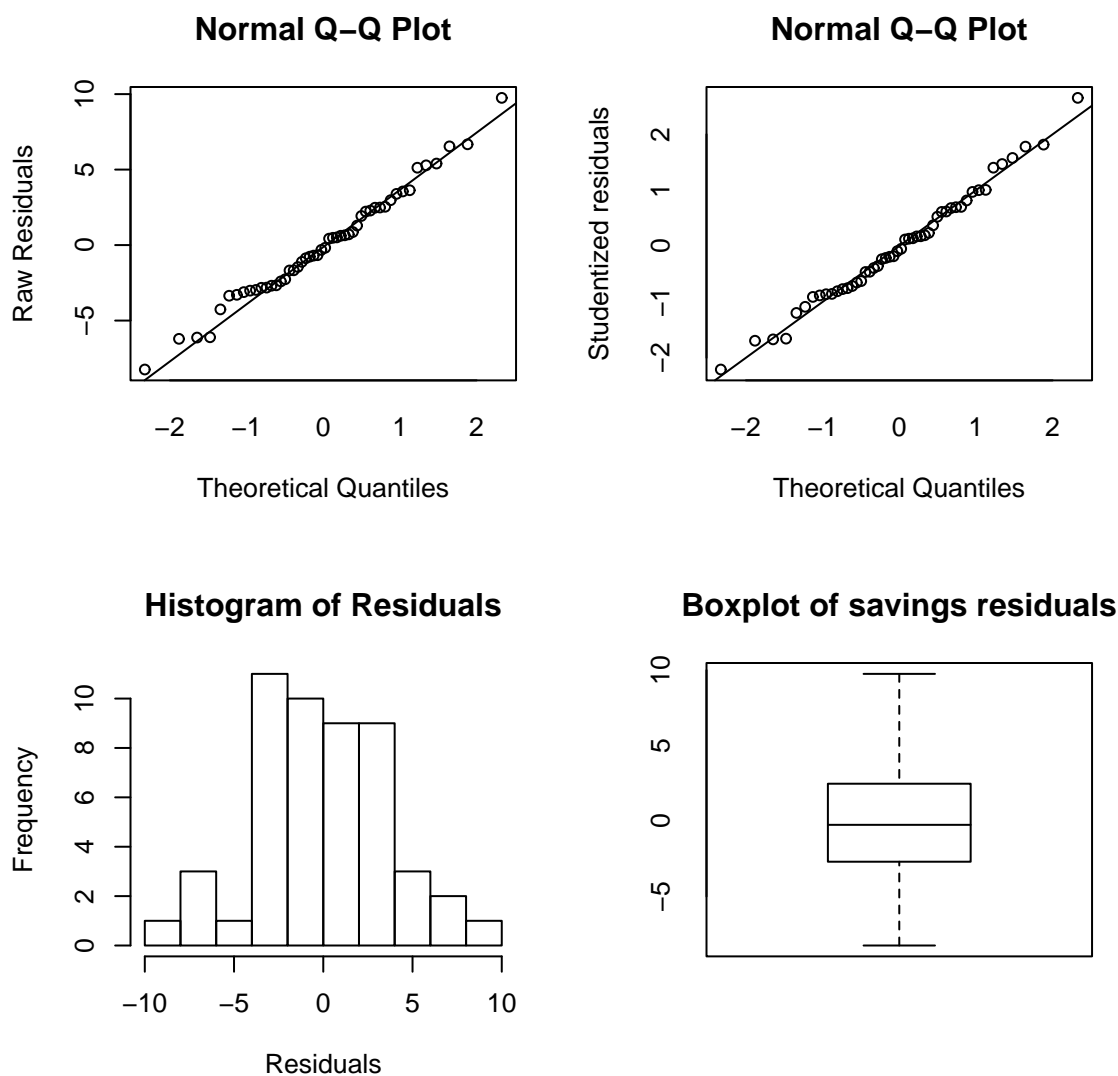 Normal Q−Q Plot
Raw Residuals
10
5
0
−5
−2 −1 0 1 2
Theoretical Quantiles
Normal Q−Q Plot
Studentized residuals
2
1
0
−1
−2
−2 −1 0 1 2
Theoretical Quantiles
Histogram of Residuals
Frequency
10
8
6
4
2
0
−10 −5 0 5 10
Residuals
Boxplot of savings residuals
10
5
0
−5